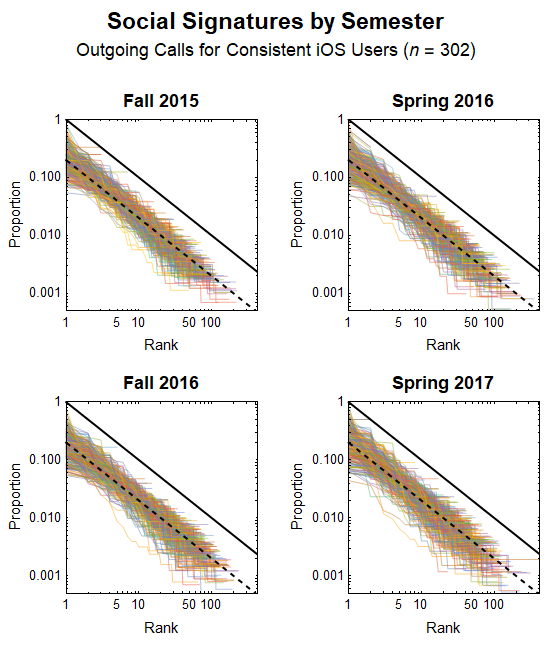 Social Signatures by Semester
Outgoing Calls for Consistent iOS Users (n = 302)
Fall 2015
Spring 2016
1
0.100
0.010
0.001
Proportion
1
5
10
50
100
Rank
1
0.100
0.010
0.001
Proportion
1
5
10
50
100
Rank
Fall 2016
Spring 2017
1
0.100
0.010
0.001
Proportion
1
5
10
50
100
Rank
1
0.100
0.010
0.001
Proportion
1
5
10
50
100
Rank